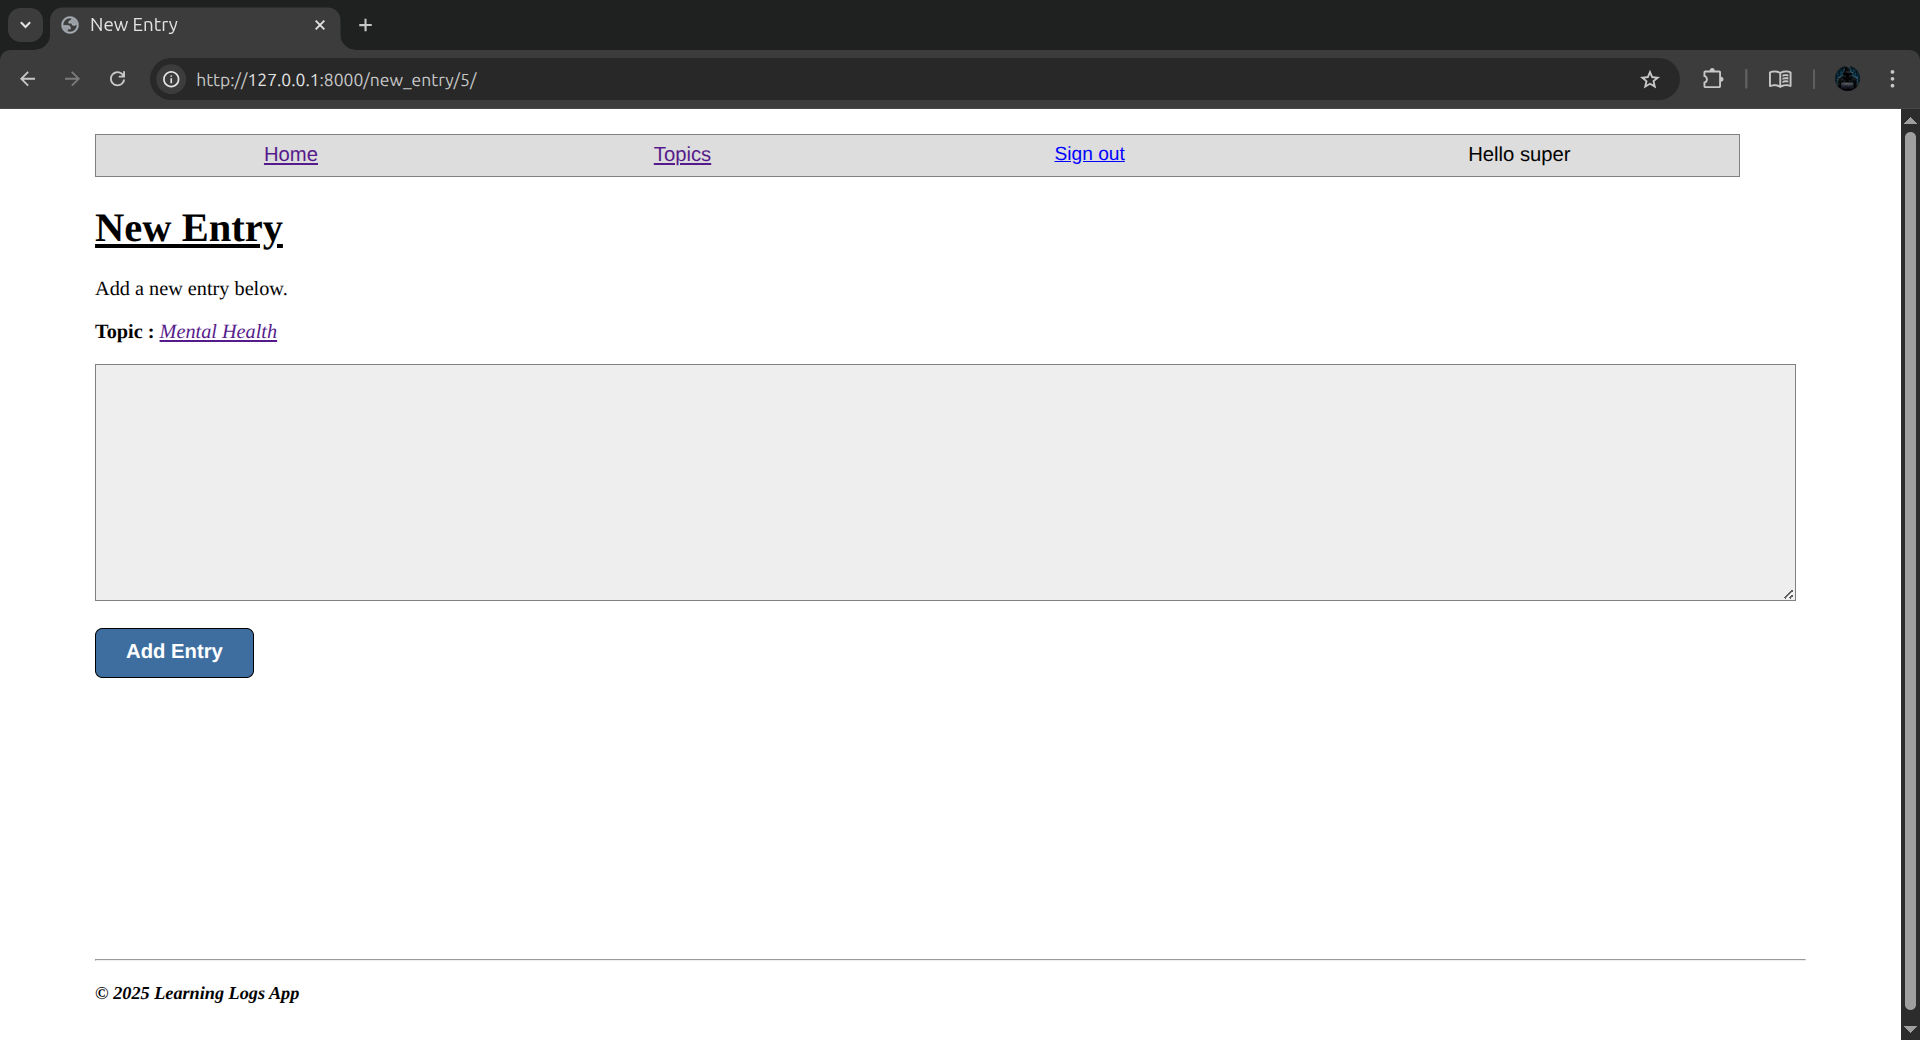 New Entry
http://127.0.0.1:8000/new_entry/5/
Home Topics Sign out Hello super
New Entry
Add a new entry below.
Topic : Mental Health
Add Entry
© 2025 Learning Logs App